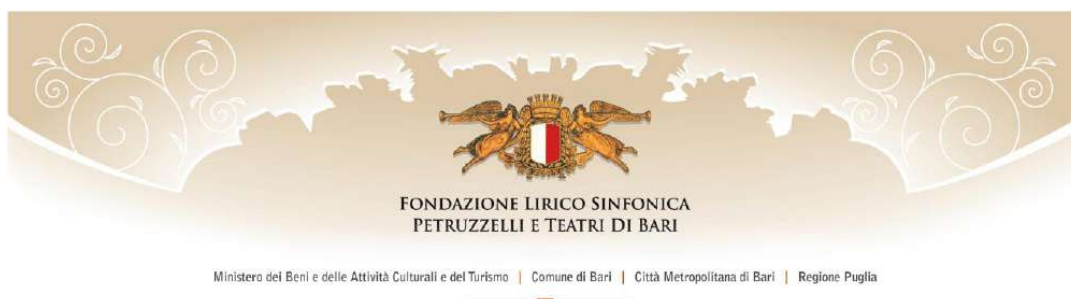 FONDAZIONE LIRICO SINFONICA
PETRUZZELLI E TEATRI DI BARI
Ministero dei Beni e delle Attività Culturali e del Turismo | Comune di Bari | Città Metropolitana di Bari | Regione Puglia